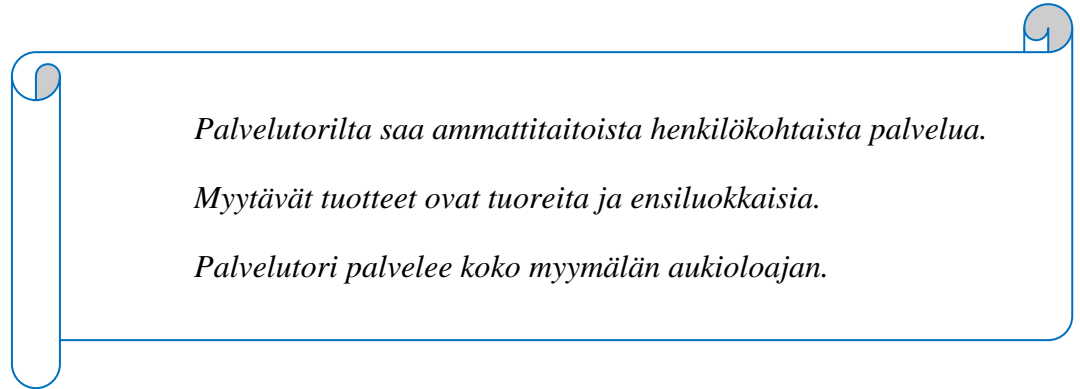 Palvelutorilta saa ammattitaitoista henkilökohtaista palvelua.
Myytävät tuotteet ovat tuoreita ja ensiluokkaisia.
Palvelutori palvelee koko myymälän aukioloajan.